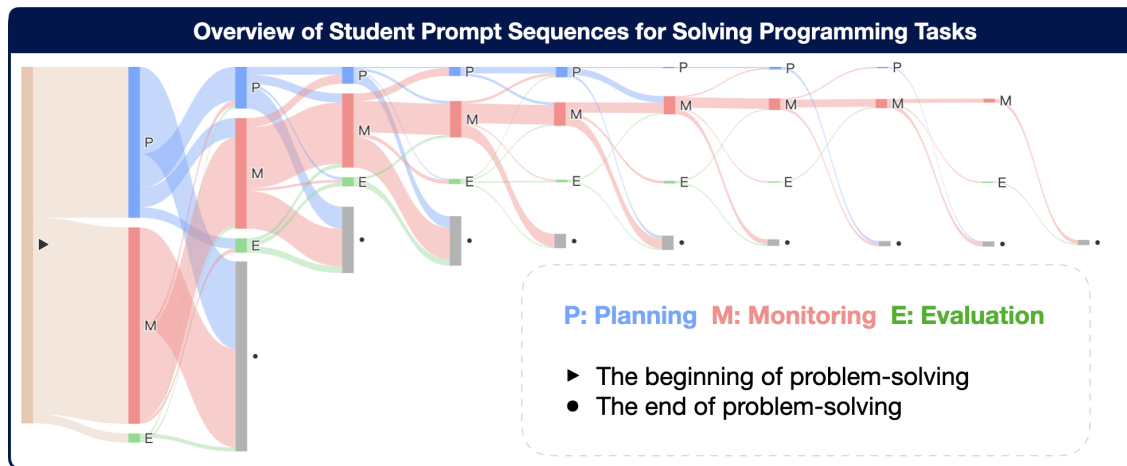 Overview of Student Prompt Sequences for Solving Programming Tasks
P
M
E
P
M
E
P
M
E
P
M
E
P
M
E
P
M
E
P
M
E
P
M
M
E
P: Planning M: Monitoring E: Evaluation
▶ The beginning of problem-solving
● The end of problem-solving